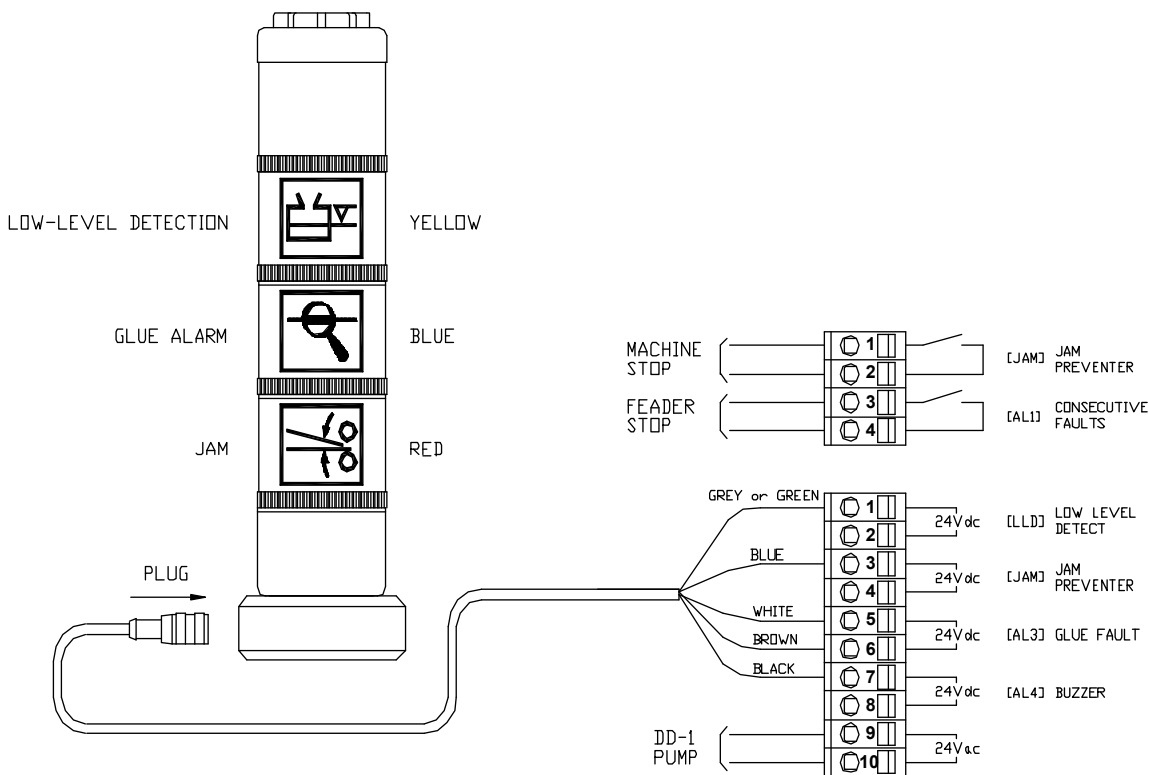 LOW-LEVEL DETECTION
YELLOW
GLUE ALARM
BLUE
JAM
RED
PLUG
MACHINE
STOP
1
2
[JAM] JAM
PREVENTER
FEADER
STOP
3
4
[AL1] CONSECUTIVE
FAULTS
GREY or GREEN
1
2
24Vdc
[LLD] LOW LEVEL
DETECT
BLUE
3
4
24Vdc
[JAM] JAM
PREVENTER
WHITE
5
BROWN
6
24Vdc
[AL3] GLUE FAULT
BLACK
7
8
24Vdc
[AL4] BUZZER
DD-1
PUMP
9
10
24Vac